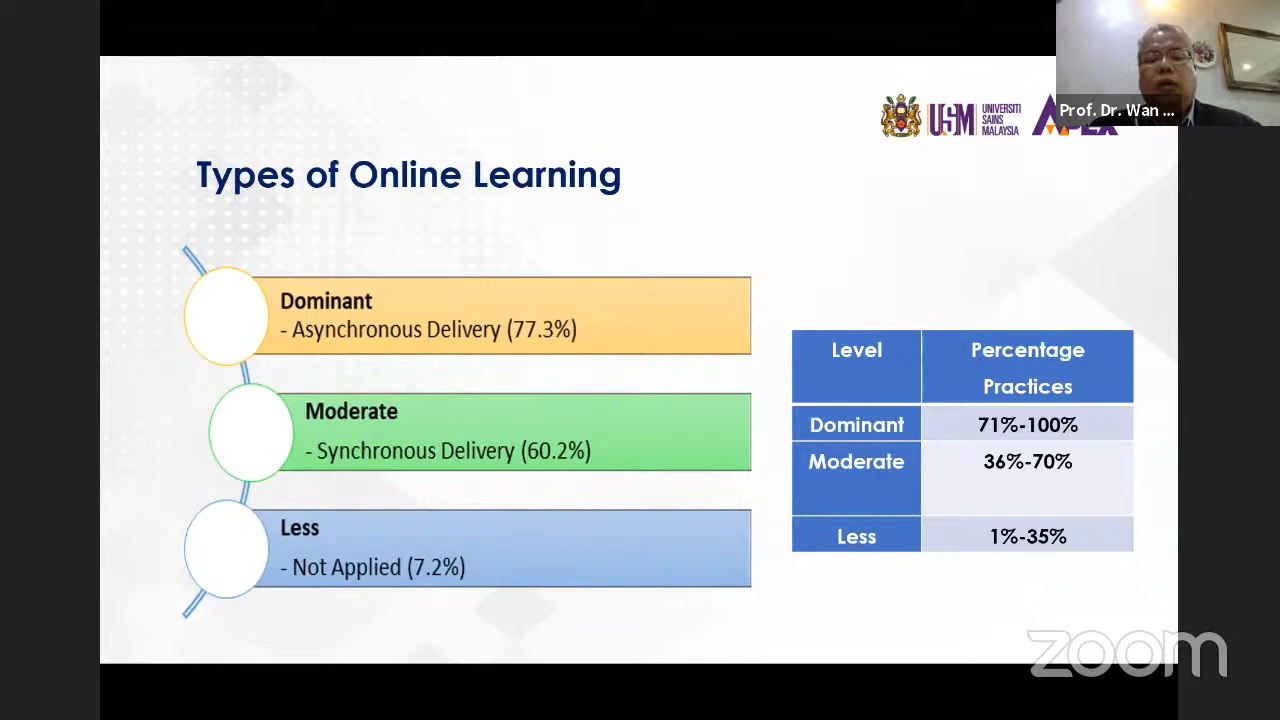 Prof. Dr. Wan ...
USM
UNIVERSITI
SAINS
MALAYSIA
APEX
Types of Online Learning
Dominant
- Asynchronous Delivery (77.3%)
Moderate
- Synchronous Delivery (60.2%)
Less
- Not Applied (7.2%)
Level
Percentage
Practices
Dominant
71%-100%
Moderate
36%-70%
Less
1%-35%
zoom